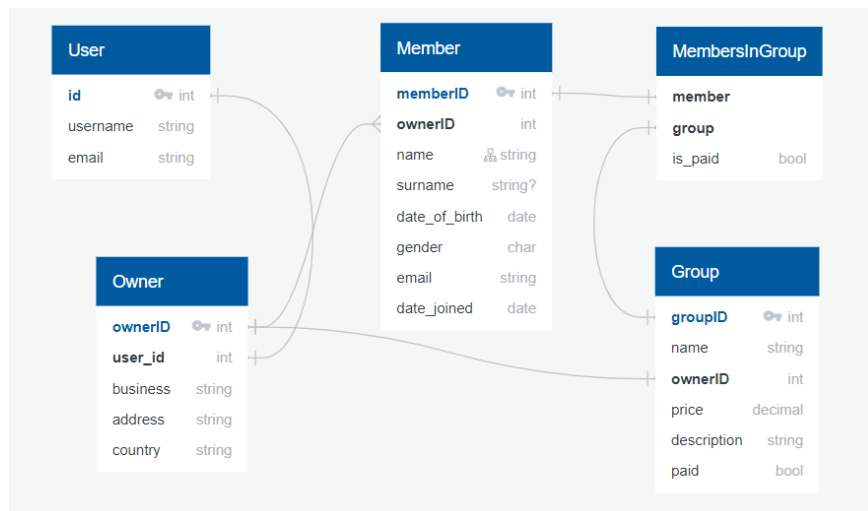 User
id int
username string
email string
Member
memberID int
ownerID int
name string
surname string?
date_of_birth date
gender char
email string
date_joined date
MembersInGroup
member
group
is_paid bool
Owner
ownerID int
user_id int
business string
address string
country string
Group
groupID int
name string
ownerID int
price decimal
description string
paid bool